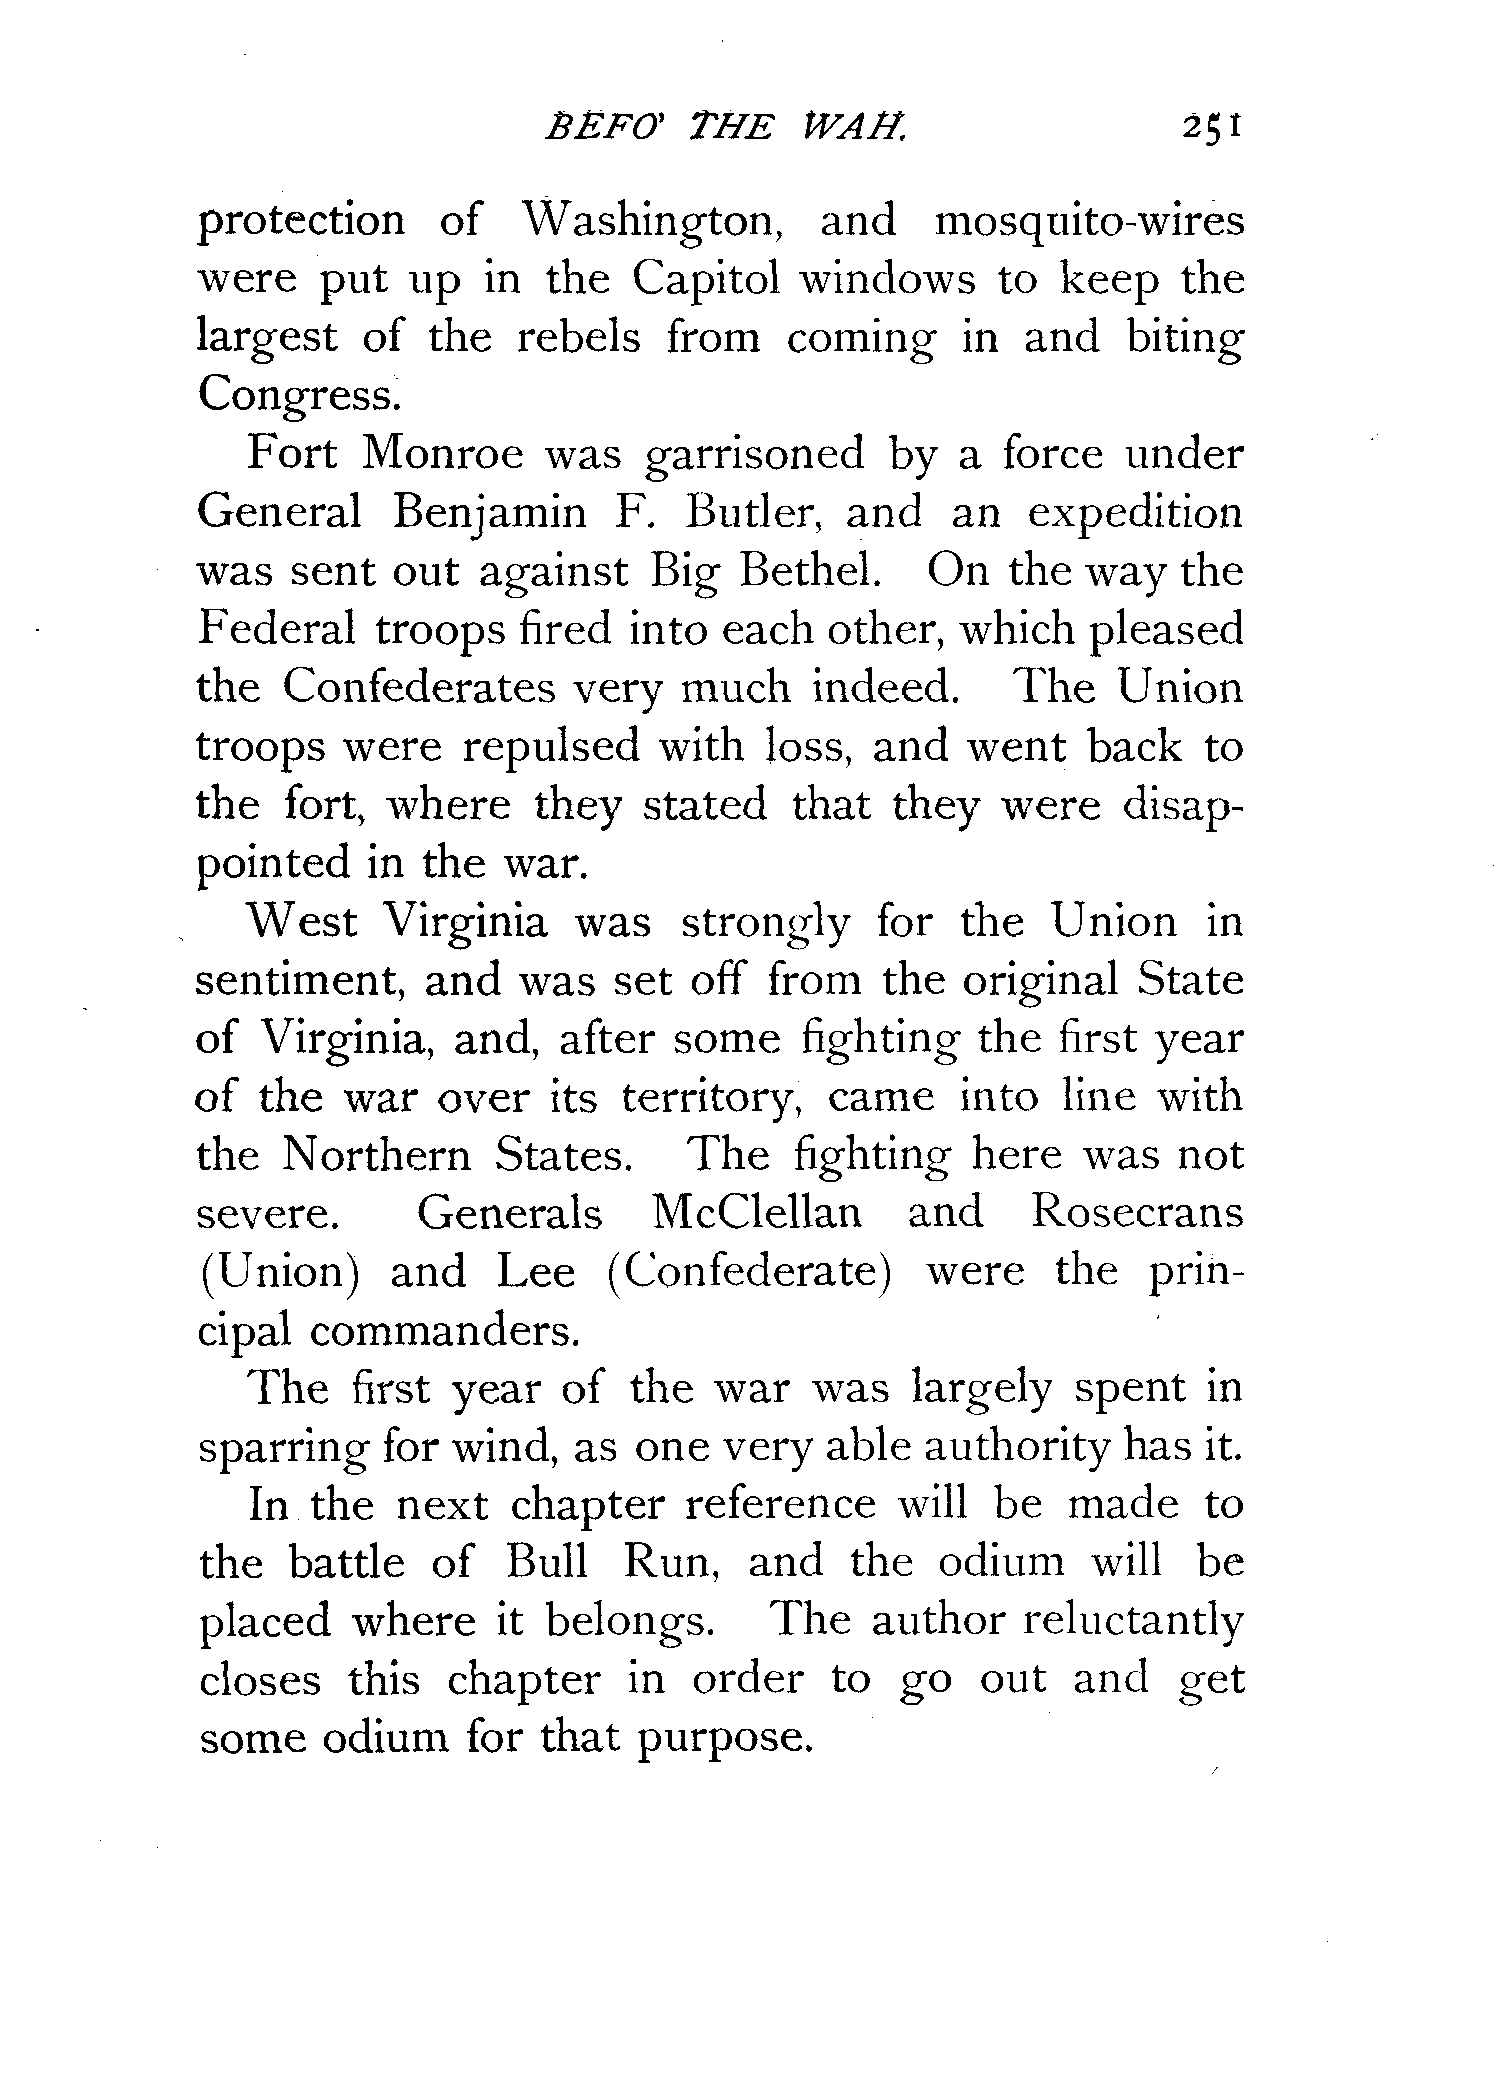 BEFO' THE WAH. 251
protection of Washington, and mosquito-wires
were put up in the Capitol windows to keep the
largest of the rebels from coming in and biting
Congress.
Fort Monroe was garrisoned by a force under
General Benjamin F. Butler, and an expedition
was sent out against Big Bethel. On the way the
Federal troops fired into each other, which pleased
the Confederates very much indeed. The Union
troops were repulsed with loss, and went back to
the fort, where they stated that they were disap-
pointed in the war.
West Virginia was strongly for the Union in
sentiment, and was set off from the original State
of Virginia, and, after some fighting the first year
of the war over its territory, came into line with
the Northern States. The fighting here was not
severe. Generals McClellan and Rosecrans
(Union) and Lee (Confederate) were the prin-
cipal commanders.
The first year of the war was largely spent in
sparring for wind, as one very able authority has it.
In the next chapter reference will be made to
the battle of Bull Run, and the odium will be
placed where it belongs. The author reluctantly
closes this chapter in order to go out and get
some odium for that purpose.